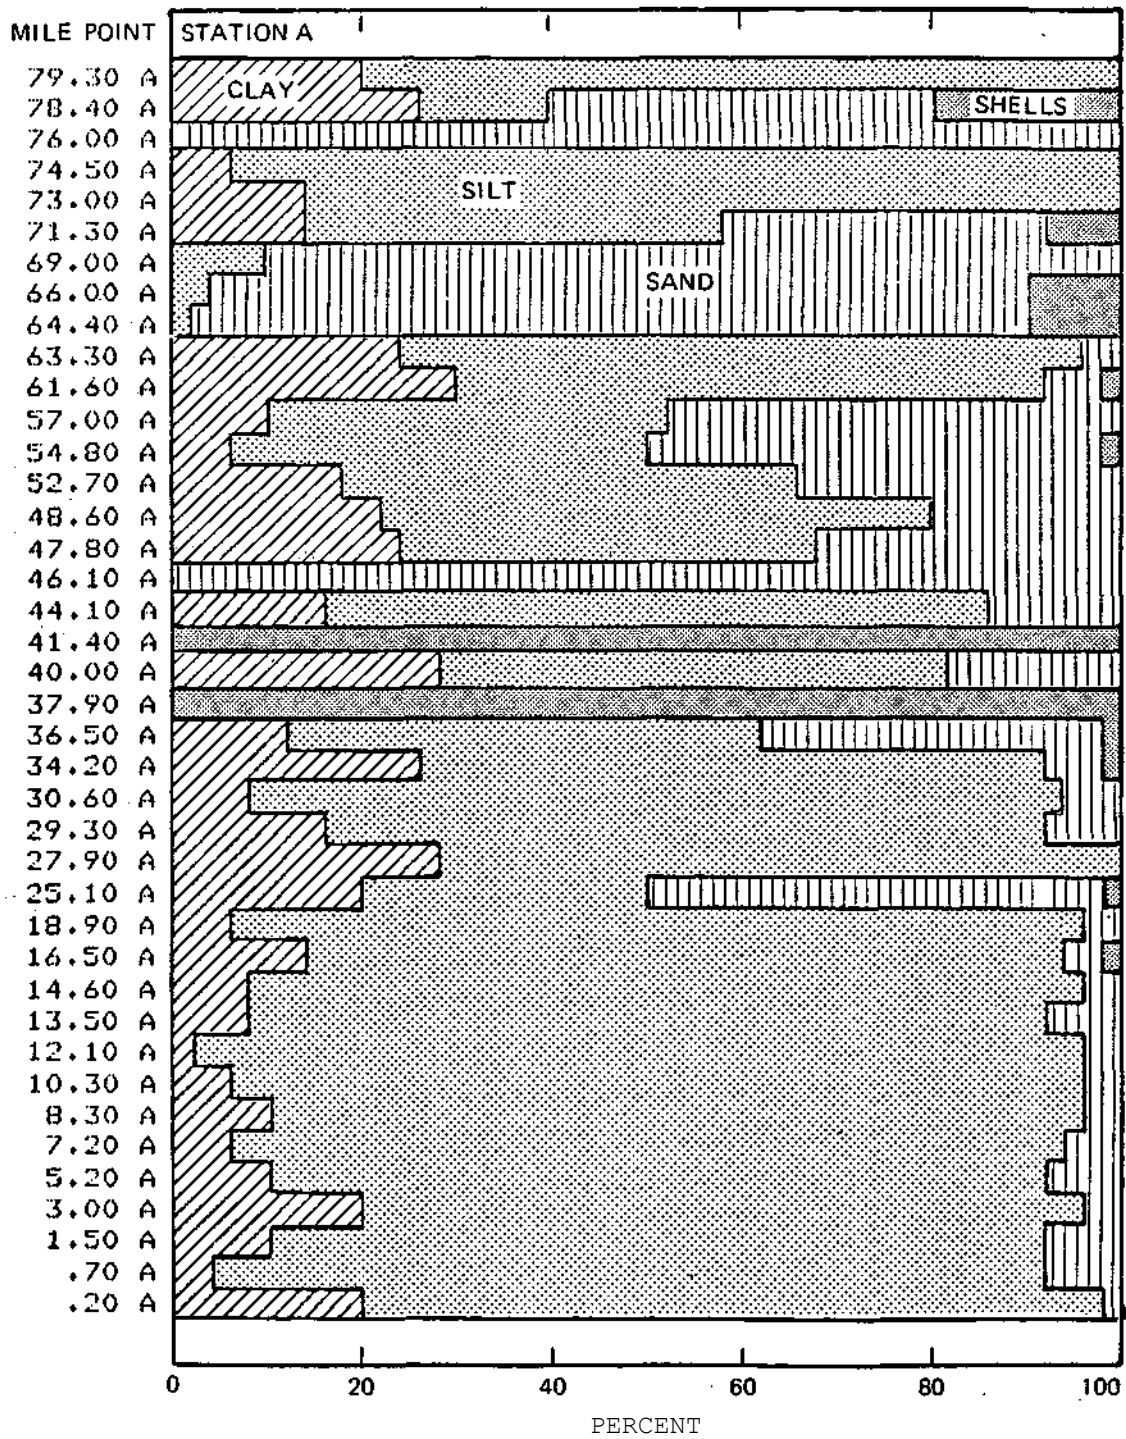 MILE POINT STATION A
79.30 A
CLAY
78.40 A SHELLS
76.00 A
74.50 A
SILT
73.00 A
71.30 A
69.00 A
SAND
66.00 A
64.40 A
63.30 A
61.60 A
57.00 A
54.80 A
52.70 A
48.60 A
47.80 A
46.10 A
44.10 A
41.40 A
40.00 A
37.90 A
36.50 A
34.20 A
30.60 A
29.30 A
27.90 A
25.10 A
18.90 A
16.50 A
14.60 A
13.50 A
12.10 A
10.30 A
8.30 A
7.20 A
5.20 A
3.00 A
1.50 A
.70 A
.20 A
0 20 40 60 80 100
PERCENT